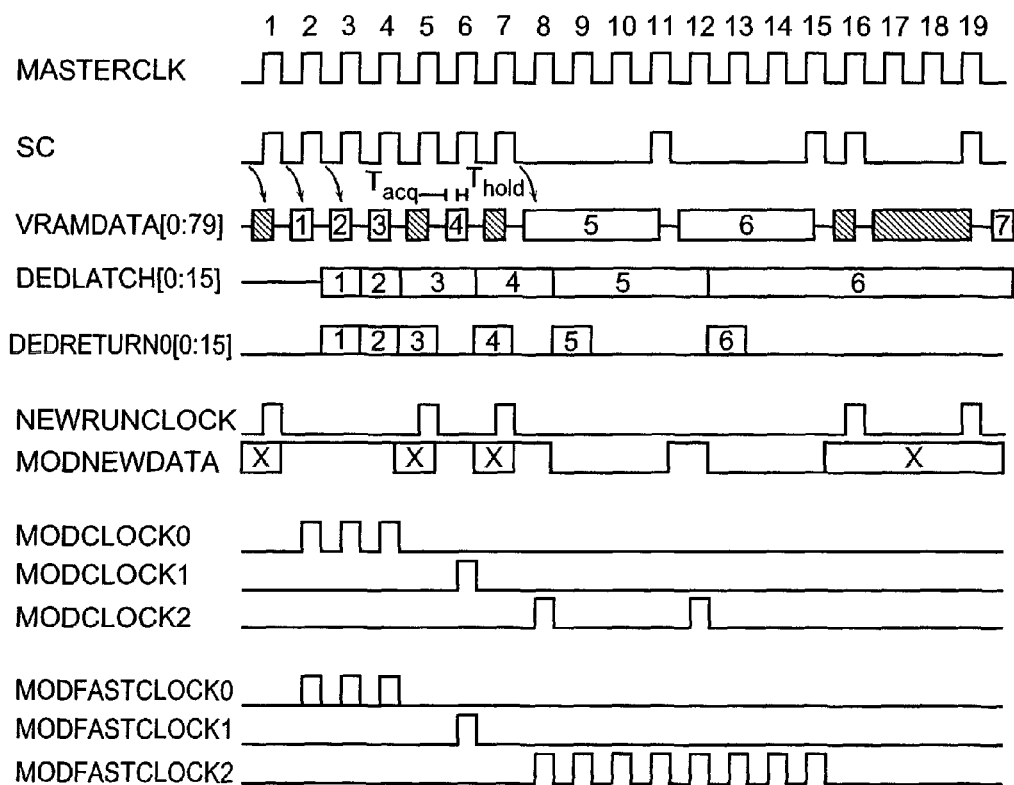 1 2 3 4 5 6 7 8 9 10 11 12 13 14 15 16 17 18 19
MASTERCLK
SC
Tacq Thold
VRAMDATA[0:79] 1 2 3 4 5 6 7
DEDLATCH[0:15] 1 2 3 4 5 6
DEDRETURN0[0:15] 1 2 3 4 5 6
NEWRUNCLOCK
MODNEWDATA X X X X
MODCLOCK0
MODCLOCK1
MODCLOCK2
MODFASTCLOCK0
MODFASTCLOCK1
MODFASTCLOCK2